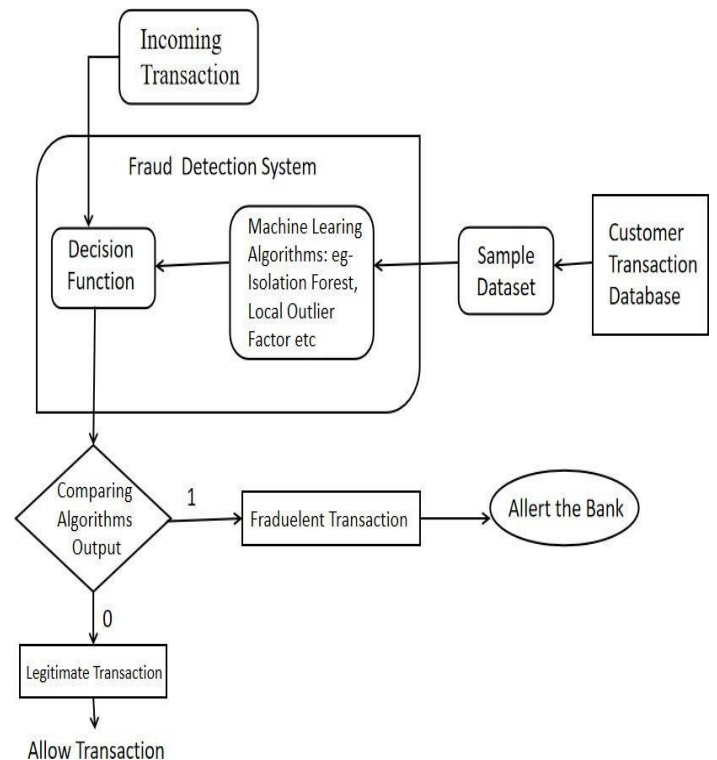 Incoming
Transaction
Fraud Detection System
Decision
Function
Machine Learing
Algorithms: eg-
Isolation Forest,
Local Outlier
Factor etc
Sample
Dataset
Customer
Transaction
Database
Comparing
Algorithms
Output
1
Fraduelent Transaction
Allert the Bank
0
Legitimate Transaction
Allow Transaction